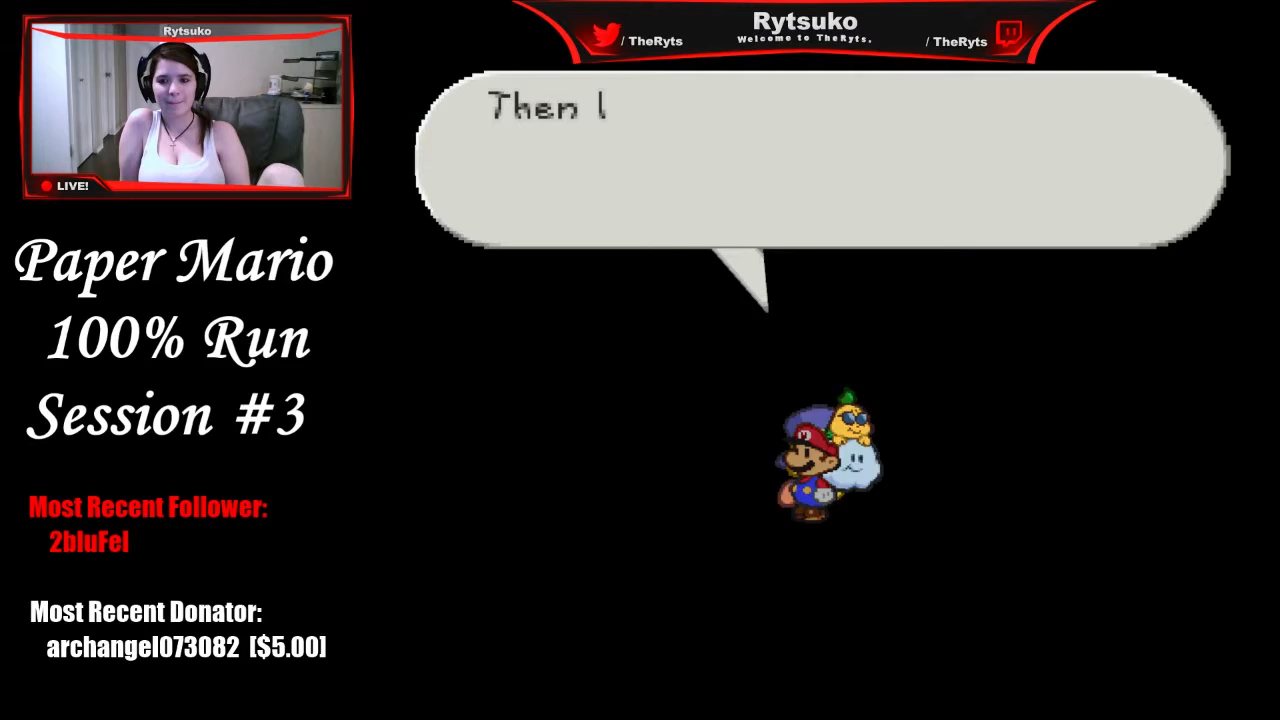 Rytsuko
LIVE!
Rytsuko
Welcome to TheRyts.
/ TheRyts
/ TheRyts
Then l
Paper Mario
100% Run
Session #3
Most Recent Follower:
2bluFel
Most Recent Donator:
archangel073082 [$5.00]